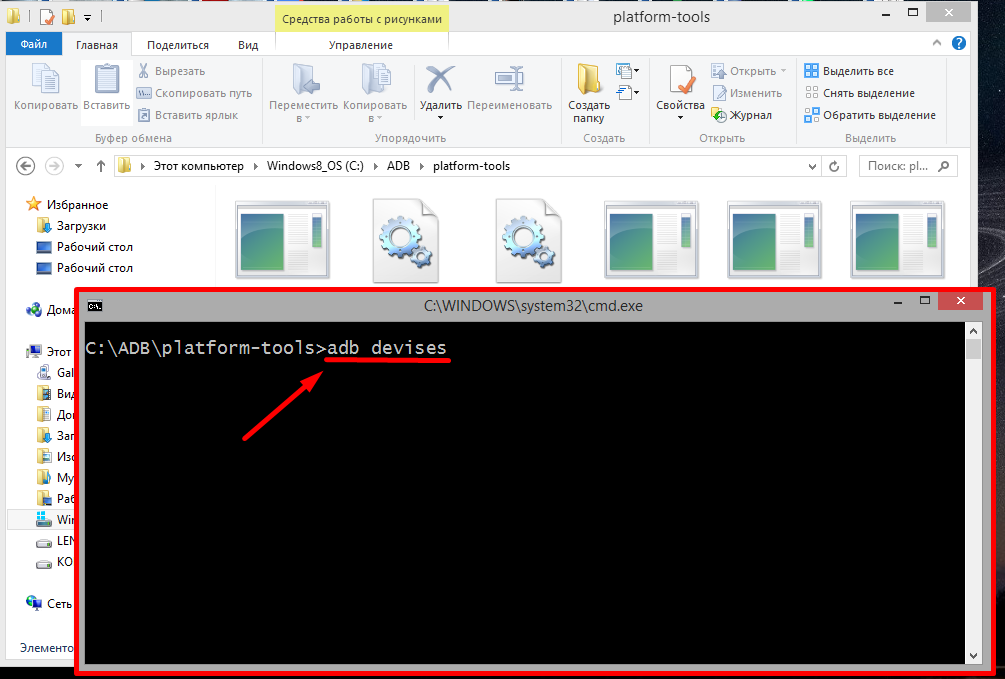 Средства работы с рисунками
platform-tools
Файл
Главная
Поделиться
Вид
Управление
Копировать
Вставить
Вырезать
Скопировать путь
Вставить ярлык
Буфер обмена
Переместить в
Копировать в
Удалить
Переименовать
Упорядочить
Создать папку
Создать
Свойства
Открыть
Изменить
Журнал
Открыть
Выделить все
Снять выделение
Обратить выделение
Выделить
Этот компьютер
Windows8_OS (C:)
ADB
platform-tools
Поиск: pl...
Избранное
Загрузки
Рабочий стол
Рабочий стол
Дома
Этот
Gal
Вид
Док
Заг
Изо
Му
Раб
Win
LEN
KO
Сеть
Элементо
C:\WINDOWS\system32\cmd.exe
C:\ADB\platform-tools>adb devises